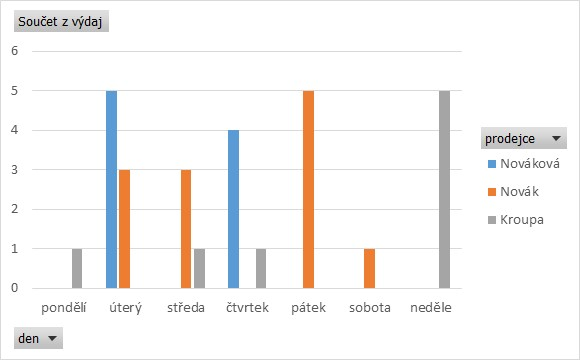 Součet z výdaj
6
5
4
3
2
1
0
pondělí úterý středa čtvrtek pátek sobota neděle
prodejce
Nováková
Novák
Kroupa
den